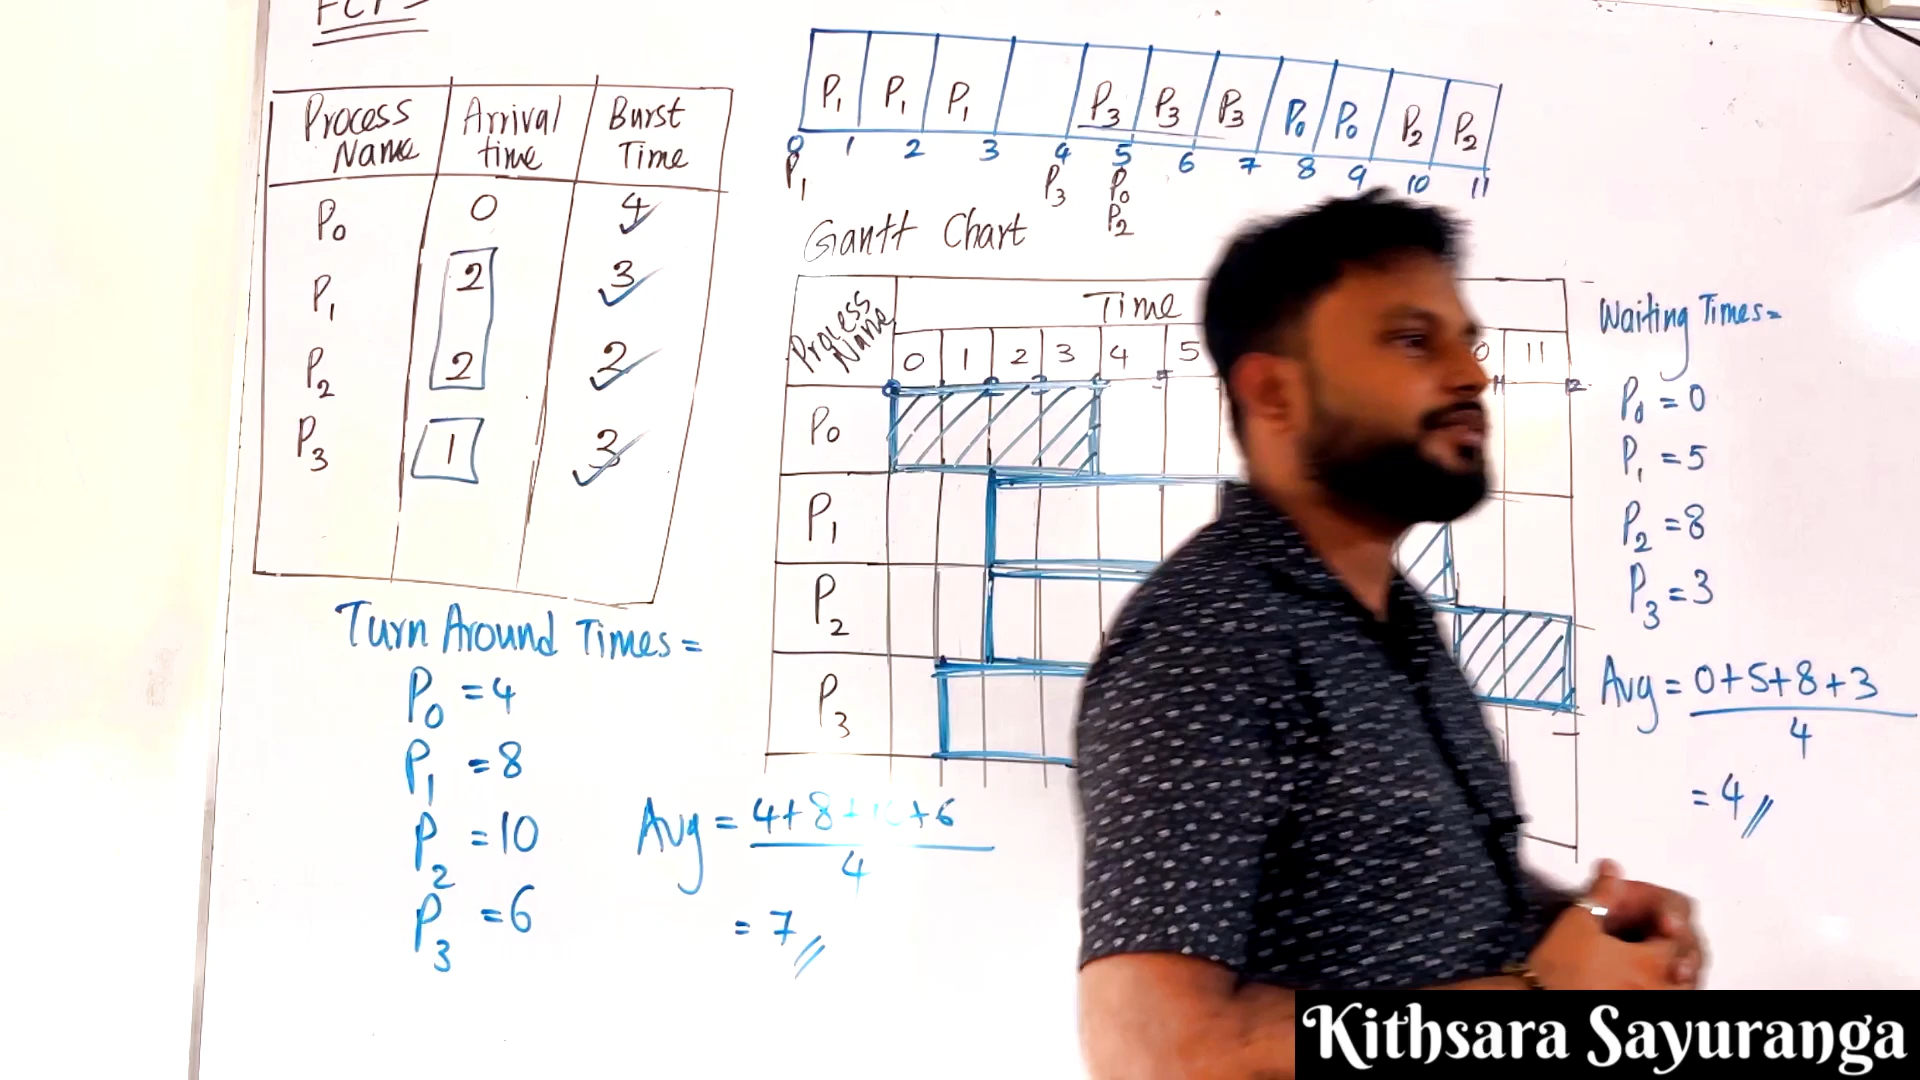 FCFS
Process Name Arrival time Burst Time
P0 0 4
P1 2 3
P2 2 2
P3 1 3
P1 P1 P1 P3 P3 P3 P0 P0 P2 P2
0 1 2 3 4 5 6 7 8 9 10 11
P1 P3 P0
P2
Gantt Chart
Process Name Time
0 1 2 3 4 5 11
P0
P1
P2
P3
Turn Around Times =
P0 = 4
P1 = 8
P2 = 10
P3 = 6
Avg = 4+8+10+6
4
= 7
Waiting Times =
P0 = 0
P1 = 5
P2 = 8
P3 = 3
Avg = 0+5+8+3
4
= 4
Kithsara Sayuranga